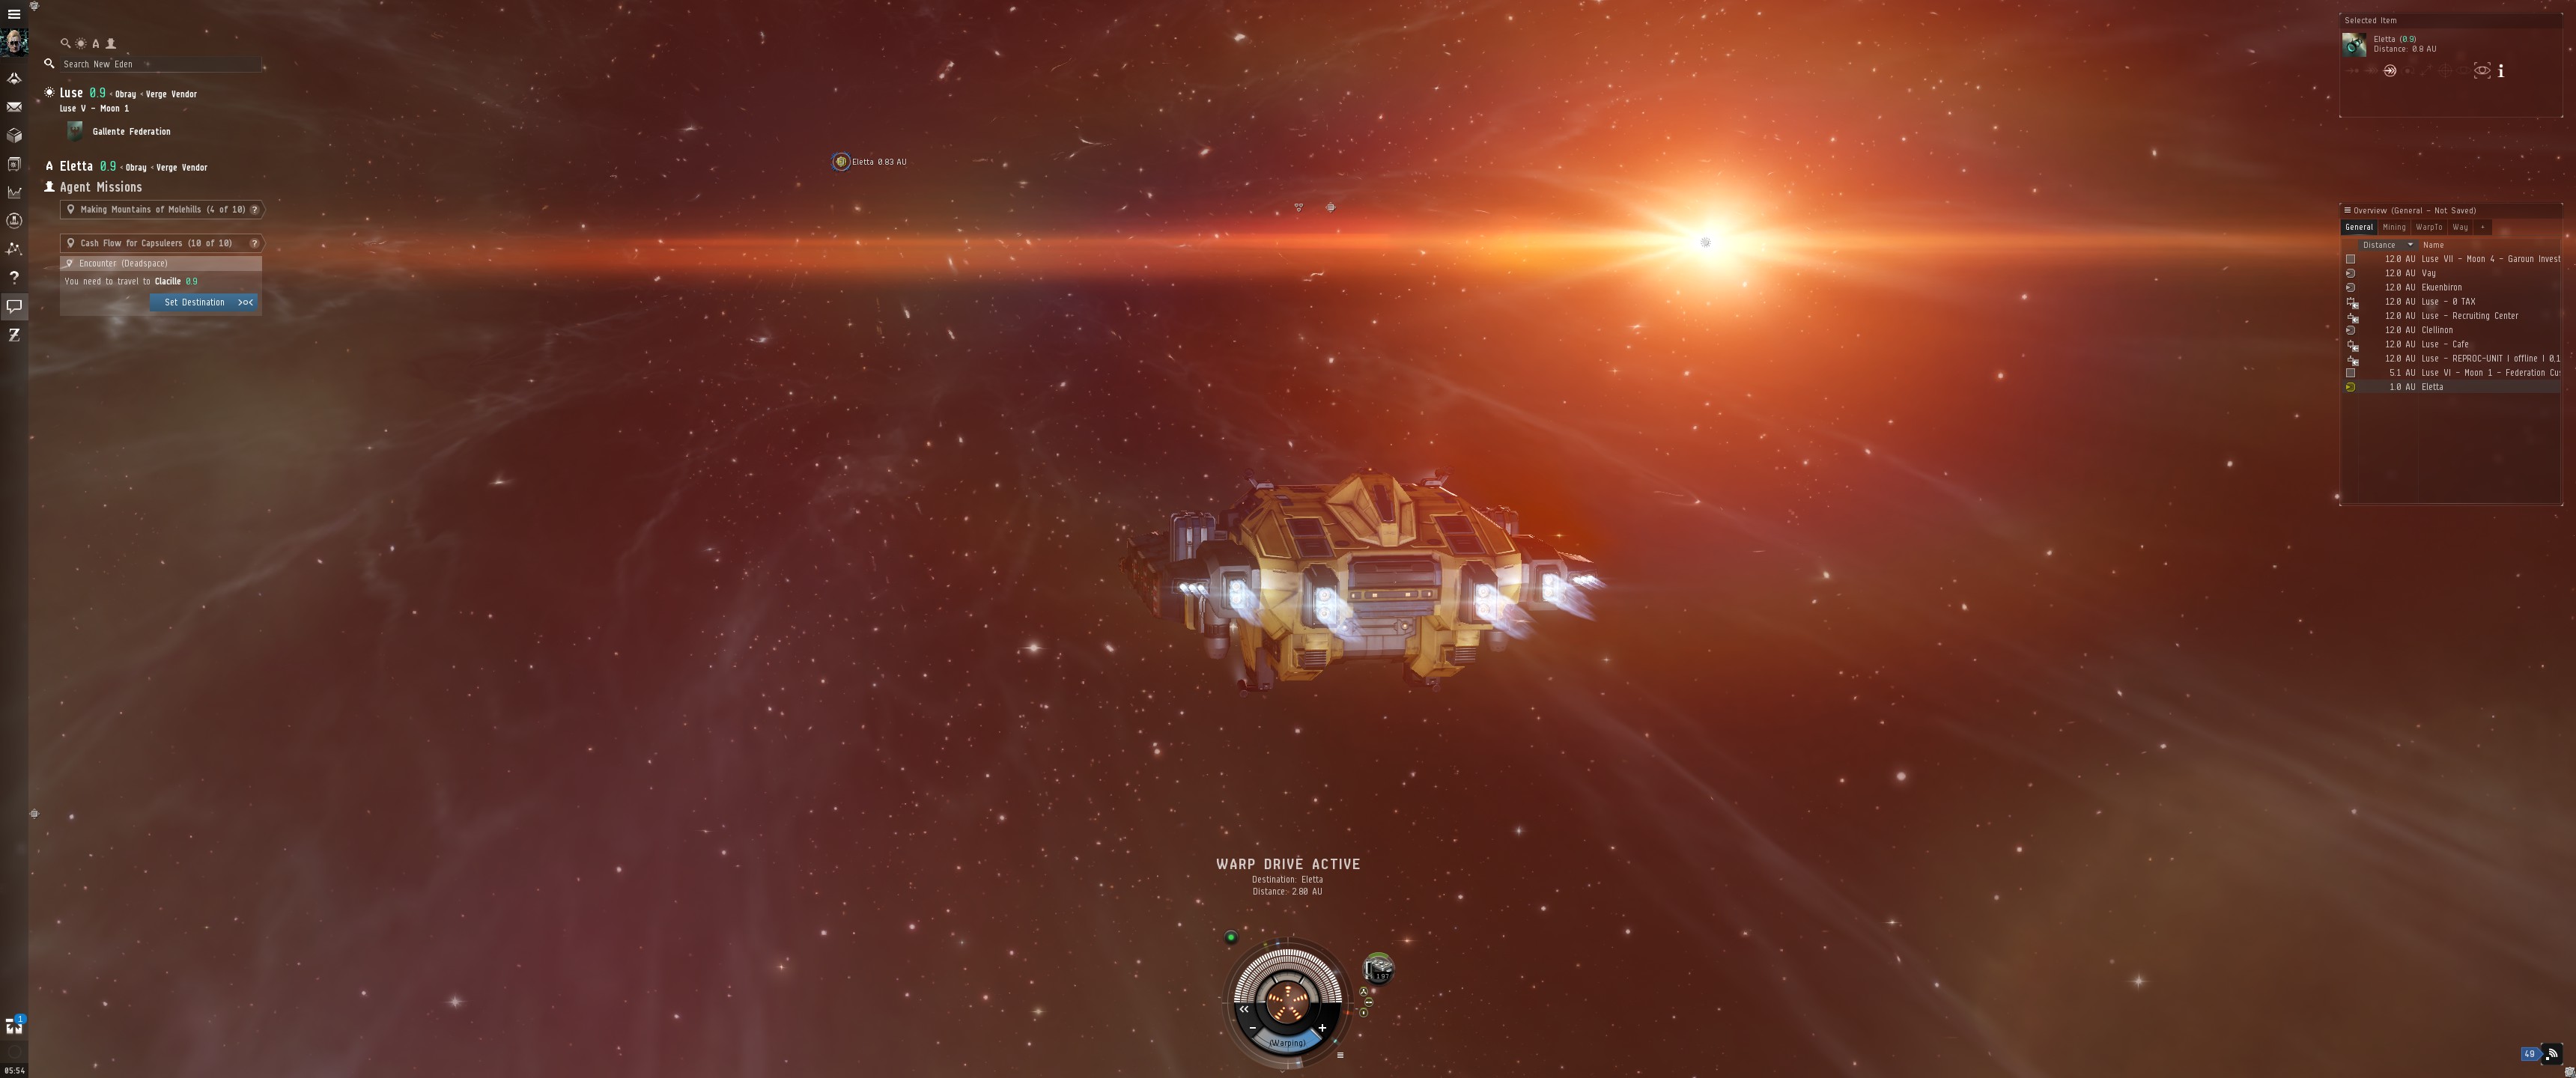 Search New Eden
Luse 0.9 ‹ Obray ‹ Verge Vendor
Luse V - Moon 1
Gallente Federation
A Eletta 0.9 ‹ Obray ‹ Verge Vendor
Agent Missions
Making Mountains of Molehills (4 of 10) ?
Cash Flow for Capsuleers (10 of 10) ?
Encounter (Deadspace)
You need to travel to Clacille 0.9
Set Destination
Eletta 0.83 AU
Selected Item
Eletta (0.9)
Distance: 0.8 AU
Overview (General - Not Saved)
General Mining WarpTo Way +
Distance Name
12.0 AU Luse VII - Moon 4 - Garoun Invest
12.0 AU Vay
12.0 AU Ekuenbiron
12.0 AU Luse - 0 TAX
12.0 AU Luse - Recruiting Center
12.0 AU Clellinon
12.0 AU Luse - Cafe
12.0 AU Luse - REPROC-UNIT | offline | 0,1
5.1 AU Luse VI - Moon 1 - Federation Cus
1.0 AU Eletta
WARP DRIVE ACTIVE
Destination: Eletta
Distance: 2.80 AU
(Warping)
1
05:54
49